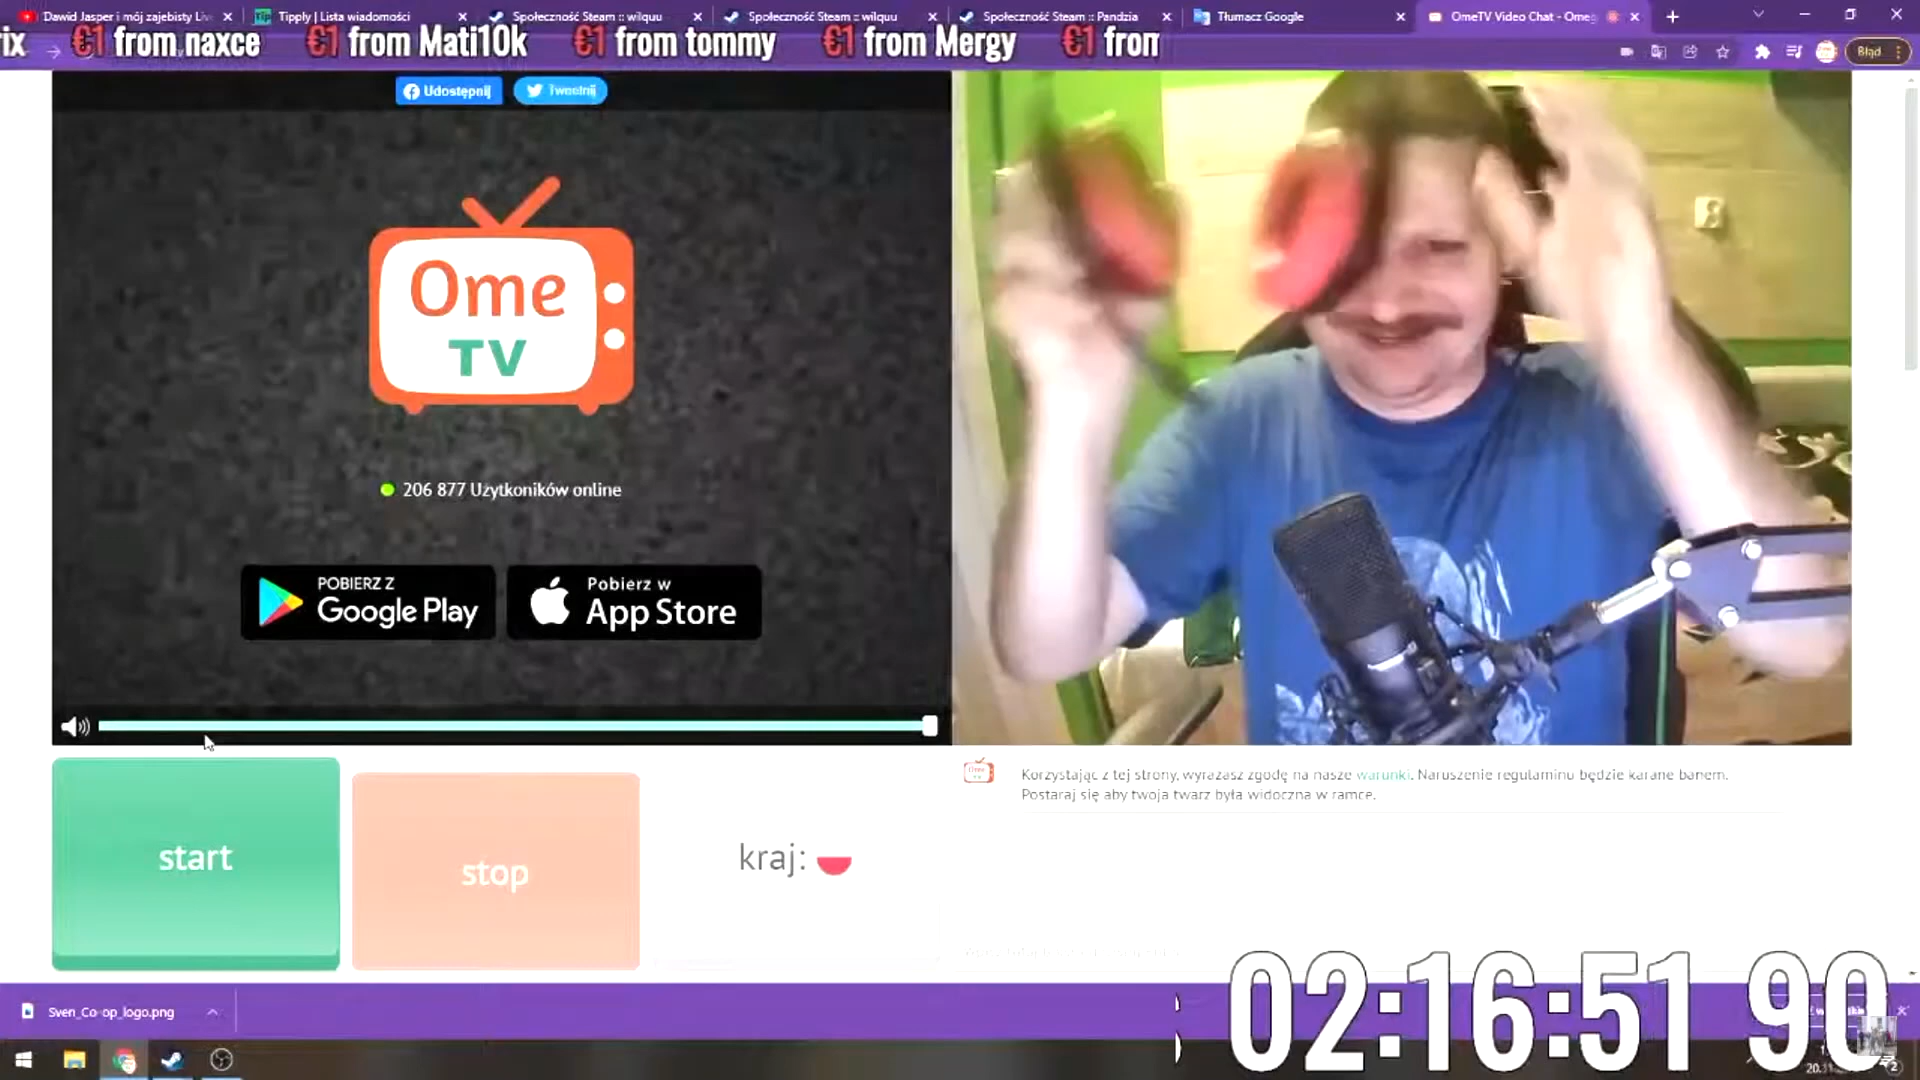 Dawid Jasper i mój zajebisty Liv
Tipply | Lista wiadomości
Społeczność Steam :: wilquu
Społeczność Steam :: wilquu
Społeczność Steam :: Pandzia
Tłumacz Google
OmeTV Video Chat - Ome
ix €1 from naxce €1 from Mati10k €1 from tommy €1 from Mergy €1 from
Błąd
Udostępnij
Tweetnij
Ome
TV
206 877 Uzytkoników online
POBIERZ Z
Google Play
Pobierz w
App Store
Korzystając z tej strony, wyrażasz zgodę na nasze warunki. Naruszenie regulaminu będzie karane banem.
Postaraj się aby twoja twarz była widoczna w ramce.
start
stop
kraj:
Sven_Co-op_logo.png
02:16:51 90